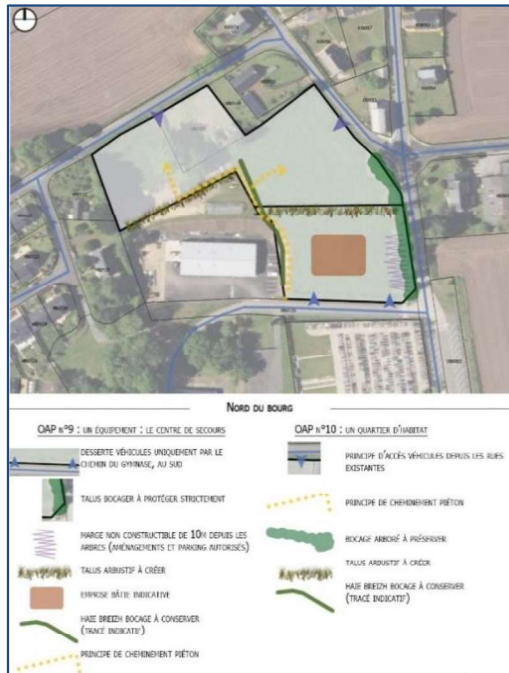 NORD DU BOURG
OAP N°9 : UN ÉQUIPEMENT : LE CENTRE DE SECOURS
DESSERTE VÉHICULES UNIQUEMENT PAR LE
CHEMIN DU GYMNASE, AU SUD
TALUS BOCAGER À PROTÉGER STRICTEMENT
MARGE NON CONSTRUCTIBLE DE 10M DEPUIS LES
ARBRES (AMÉNAGEMENTS ET PARKING AUTORISÉS)
TALUS ARBUSTIF À CRÉER
EMPRISE BÂTIE INDICATIVE
HAIE BREIZH BOCAGE À CONSERVER
(TRACÉ INDICATIF)
PRINCIPE DE CHEMINEMENT PIÉTON
OAP N°10 : UN QUARTIER D'HABITAT
PRINCIPE D'ACCÈS VÉHICULES DEPUIS LES RUES
EXISTANTES
PRINCIPE DE CHEMINEMENT PIÉTON
BOCAGE ARBORÉ À PRÉSERVER
TALUS ARBUSTIF À CRÉER
HAIE BREIZH BOCAGE À CONSERVER
(TRACÉ INDICATIF)